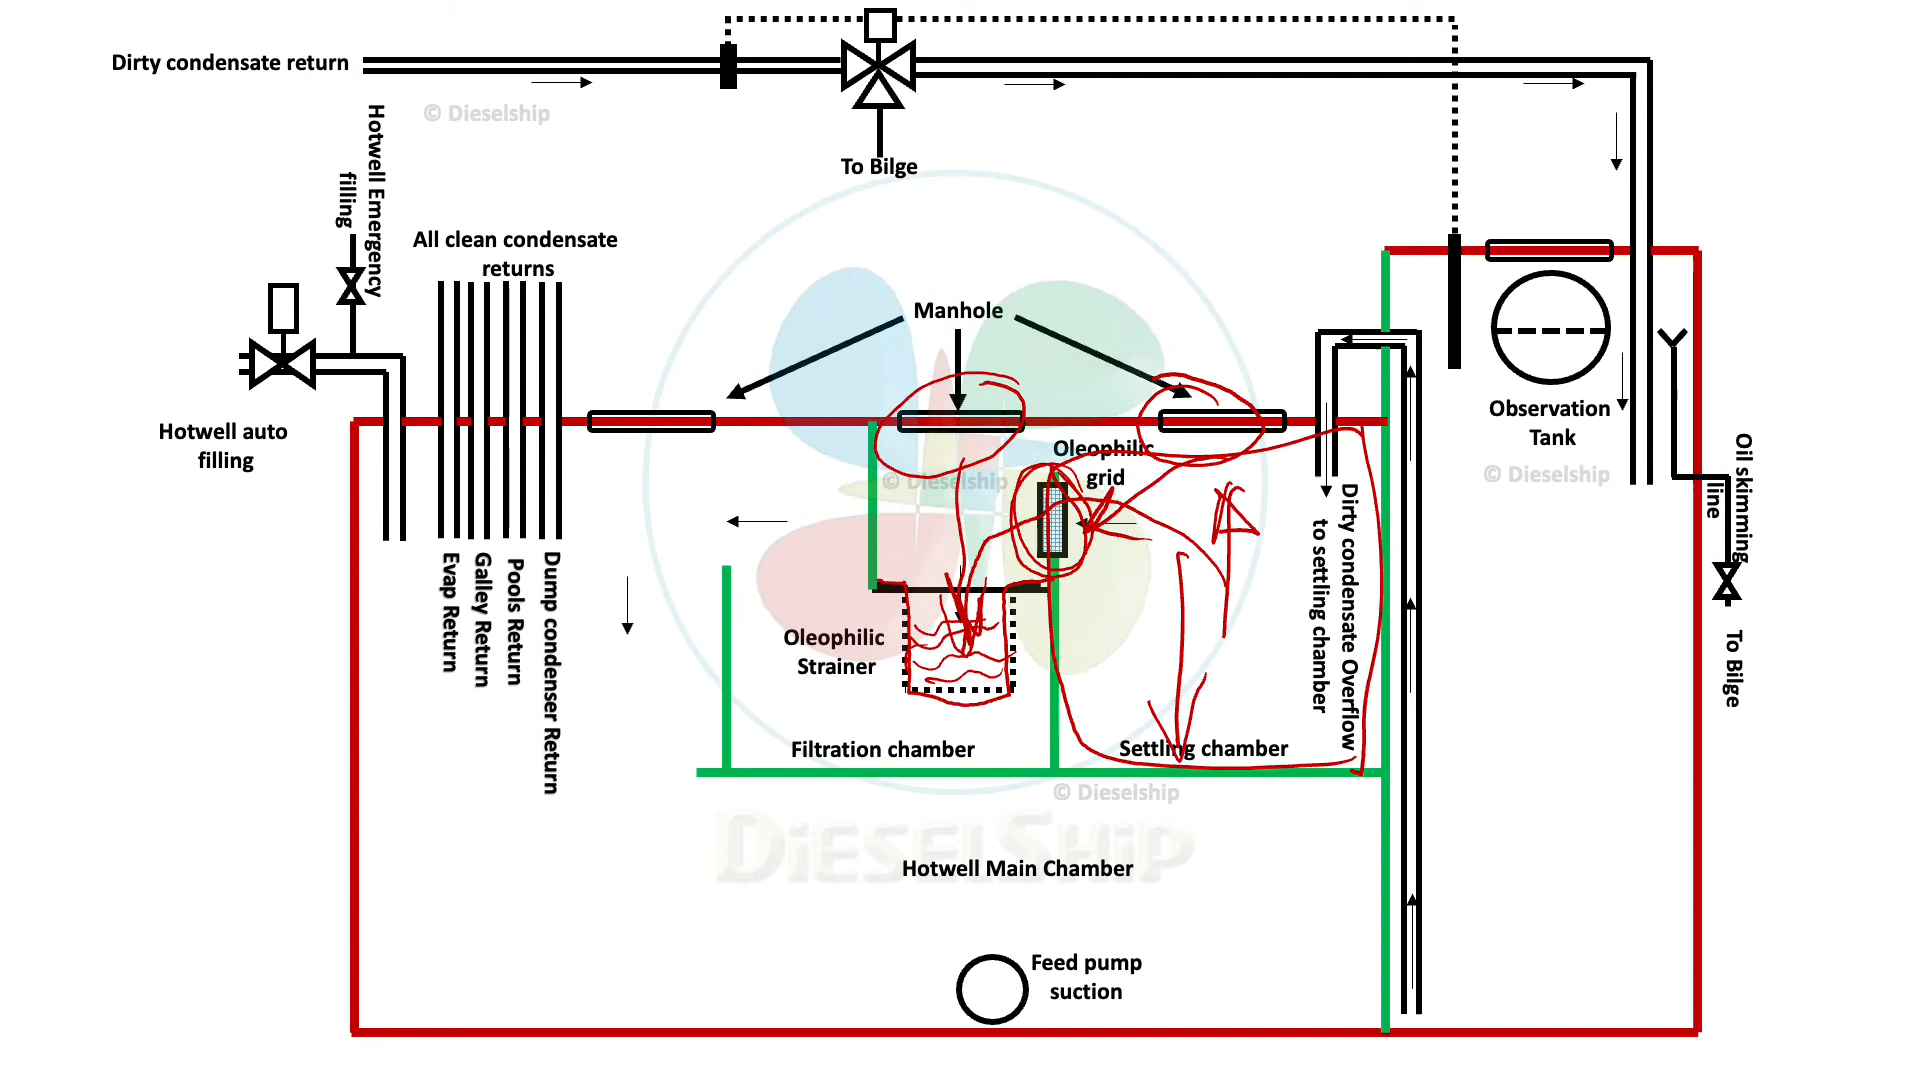 Dirty condensate return
© Dieselship
To Bilge
Hotwell Emergency
filling
All clean condensate
returns
Manhole
Hotwell auto
filling
Observation
Tank
© Dieselship
Oleophilic
grid
© Dieselship
Oil skimming
line
To Bilge
Evap Return
Galley Return
Pools Return
Dump condenser Return
Dirty condensate Overflow
to settling chamber
Oleophilic
Strainer
Filtration chamber
Settling chamber
© Dieselship
DIESELSHIP
Hotwell Main Chamber
Feed pump
suction